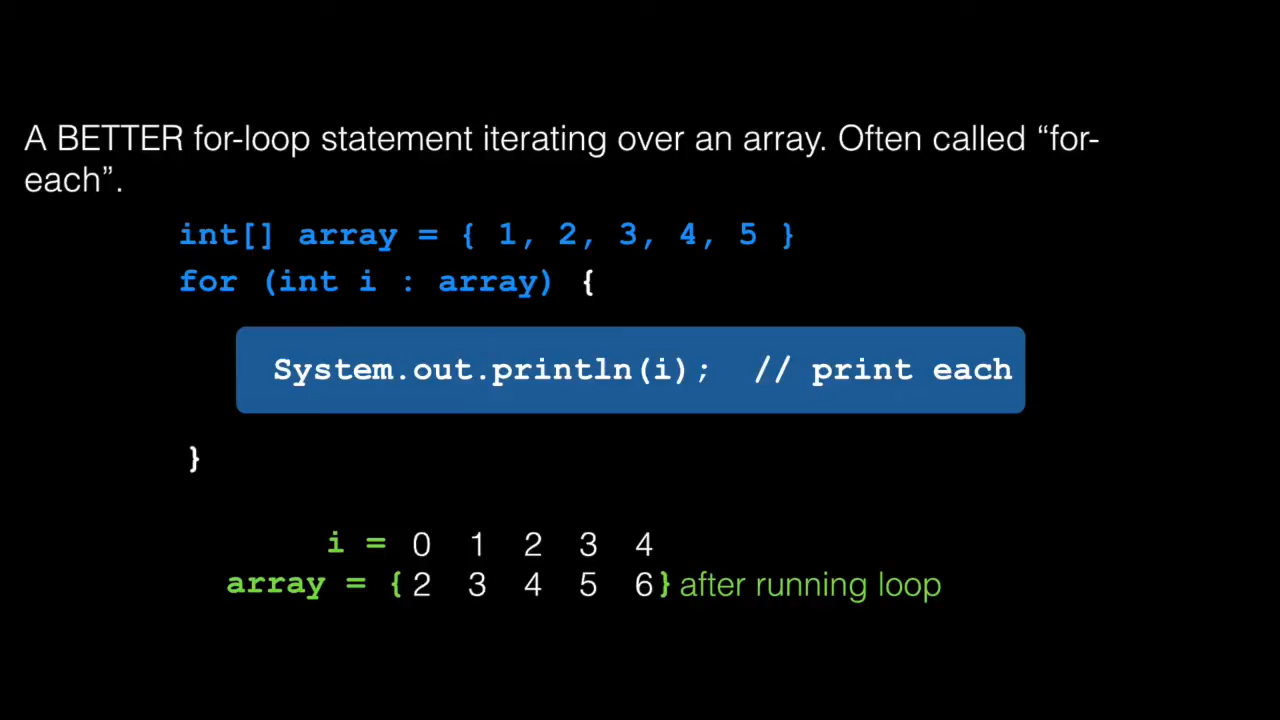 A BETTER for-loop statement iterating over an array. Often called “for-
each”.
int[] array = { 1, 2, 3, 4, 5 }
for (int i : array) {
System.out.println(i);  // print each
}
i = 0 1 2 3 4
array = { 2 3 4 5 6 } after running loop